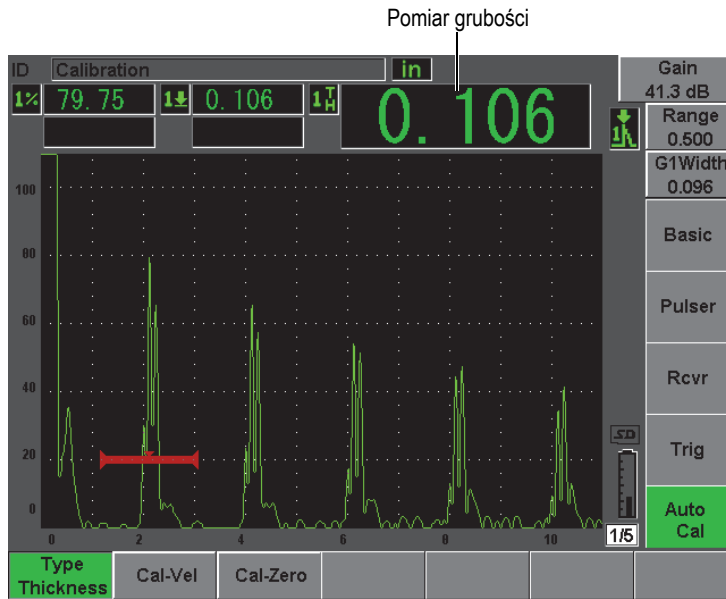 Pomiar grubości
ID Calibration in
Gain
41.3 dB
1% 79.75 1 0.106 1 TH 0.106
Range
0.500
G1Width
0.096
Basic
Pulser
Rcvr
Trig
Auto
Cal
100
80
60
40
20
0
0 2 4 6 8 10
SD
1/5
Type
Thickness
Cal-Vel
Cal-Zero